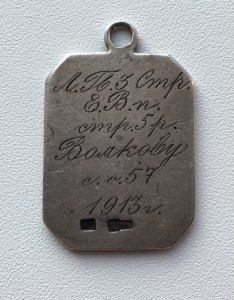 Л.Гв. 3 Стр.
Е.В. п.
стр. 5 р.
Волкову
с. о. 57
1913 г.